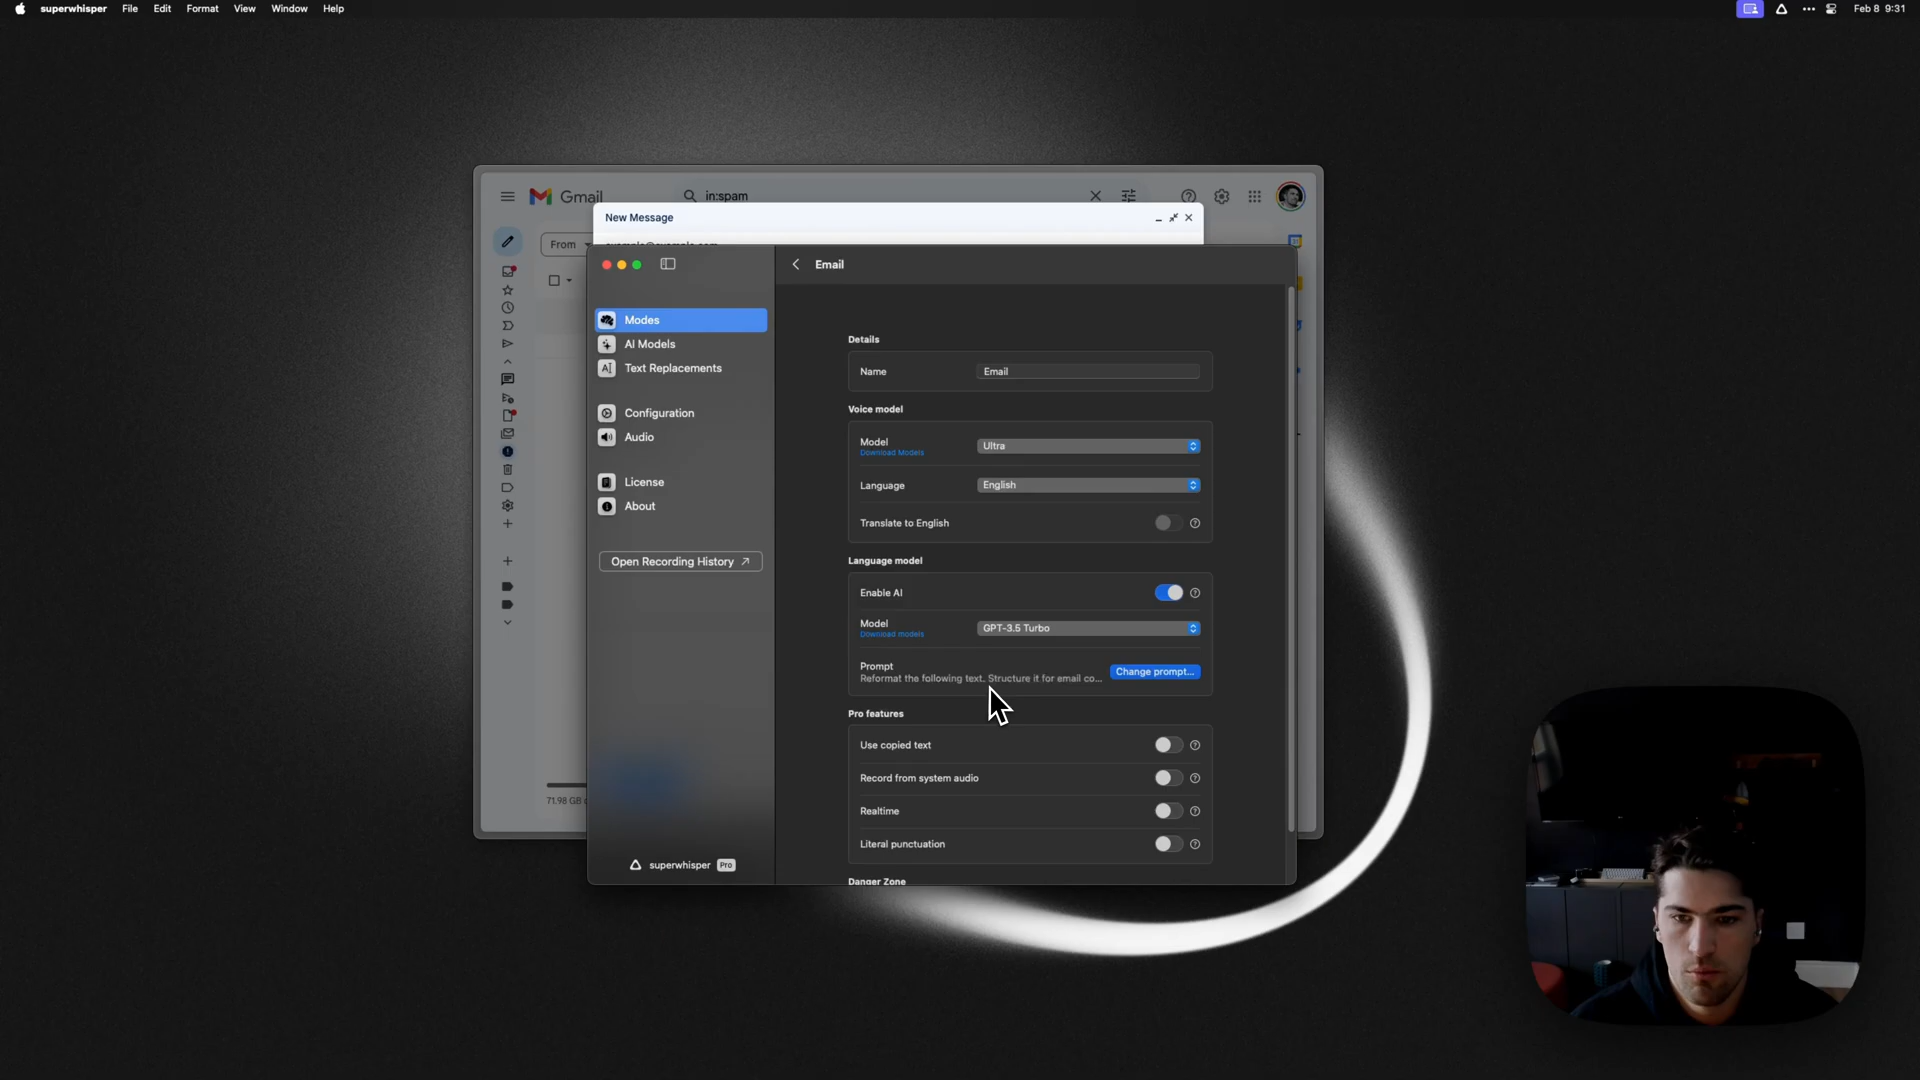 superwhisper File Edit Format View Window Help
Feb 8 9:31
Gmail
in:spam
New Message
From
Email
Modes
AI Models
Text Replacements
Configuration
Audio
License
About
Open Recording History
superwhisper Pro
Details
Name Email
Voice model
Model Ultra
Download Models
Language English
Translate to English
Language model
Enable AI
Model GPT-3.5 Turbo
Download models
Prompt
Reformat the following text. Structure it for email co...
Change prompt...
Pro features
Use copied text
Record from system audio
Realtime
Literal punctuation
Danger Zone
71.98 GB